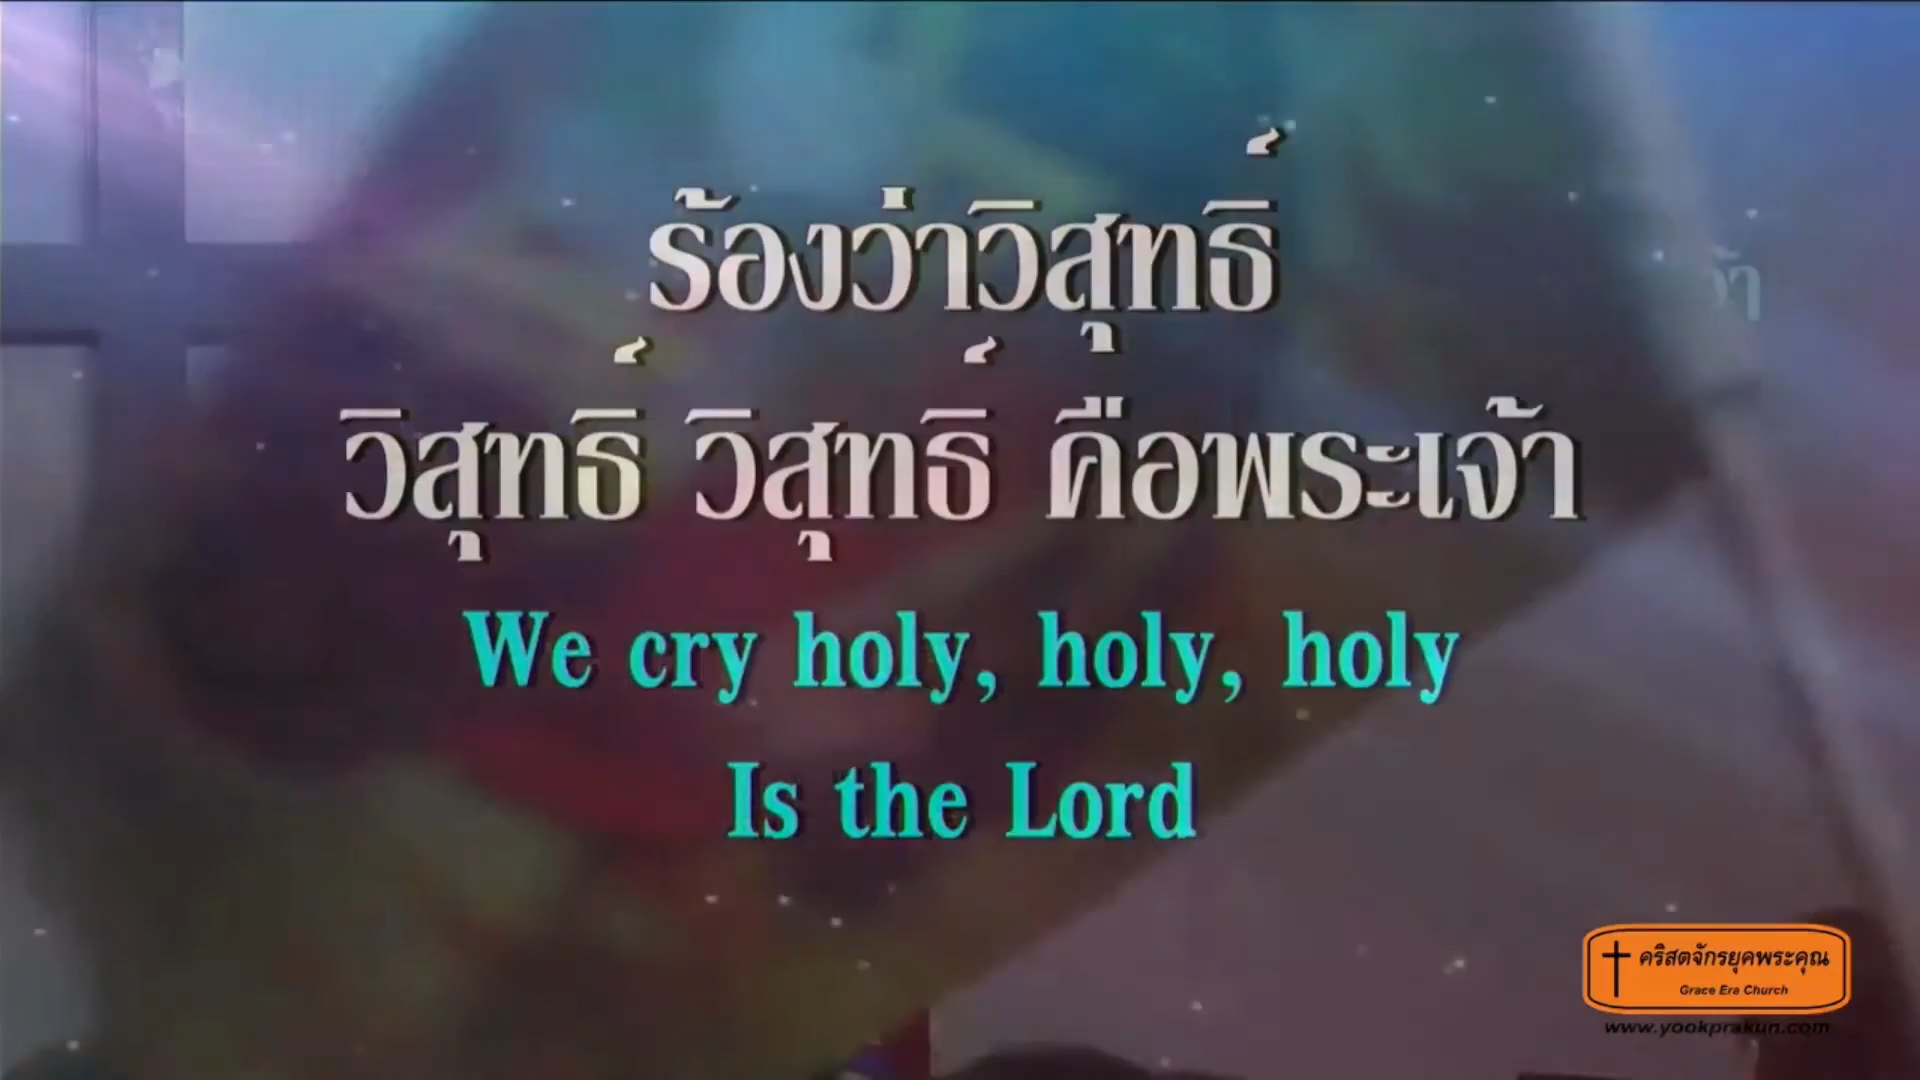 ร้องว่าวิสุทธิ์
วิสุทธิ์ วิสุทธิ์ คือพระเจ้า
We cry holy, holy, holy
Is the Lord
คริสตจักรยุคพระคุณ
Grace Era Church
www.yookprakun.com